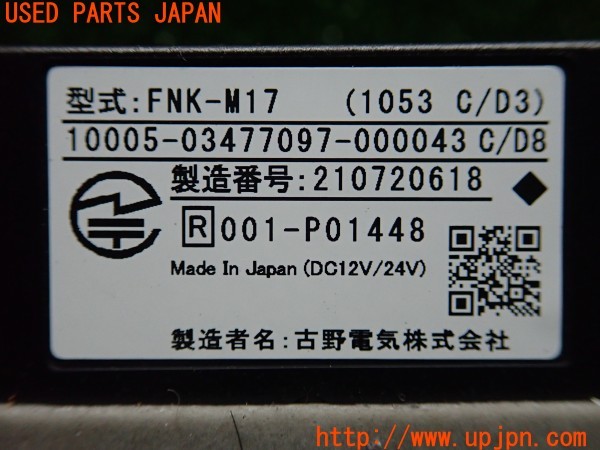 USED PARTS JAPAN
型式:FNK-M17 (1053 C/D3)
10005-03477097-000043 C/D8
製造番号:210720618
R 001-P01448
Made In Japan (DC12V/24V)
製造者名:古野電気株式会社
http://www.upjpn.com